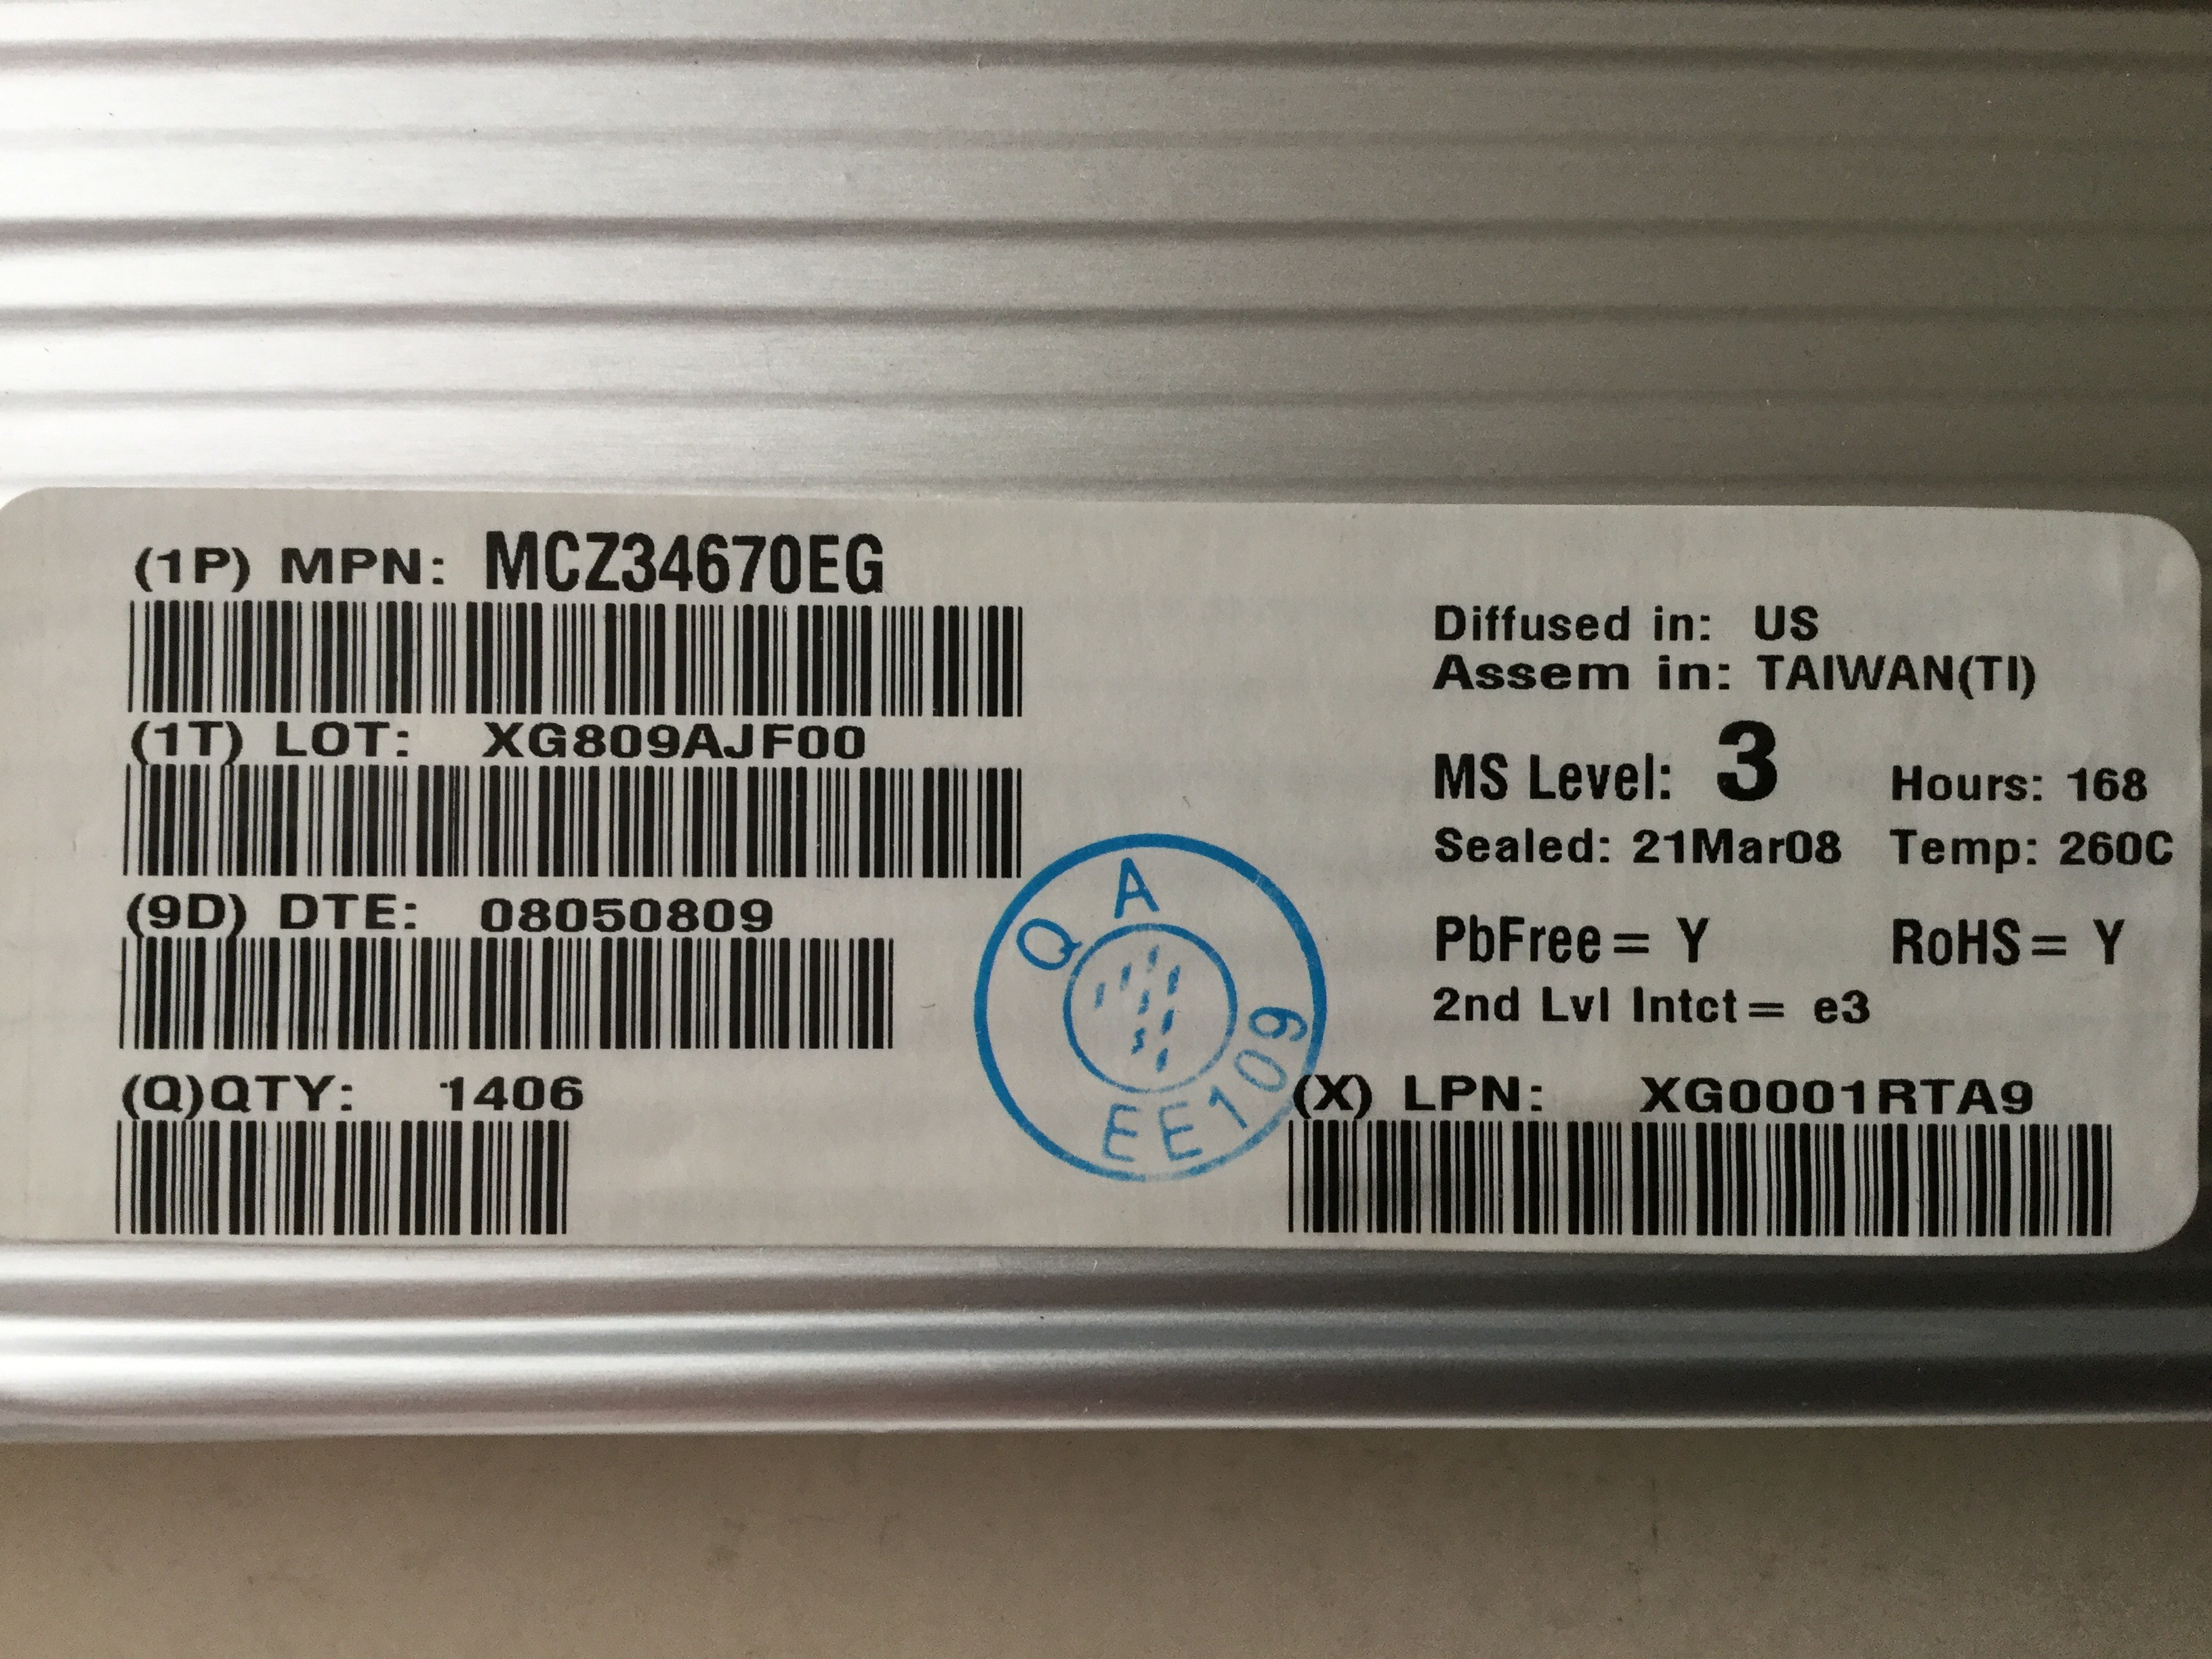 (1P) MPN: MCZ34670EG
(1T) LOT: XG809AJF00
(9D) DTE: 08050809
(Q)QTY: 1406
Diffused in: US
Assem in: TAIWAN(TI)
MS Level: 3 Hours: 168
Sealed: 21Mar08 Temp: 260C
PbFree= Y RoHS= Y
2nd Lvl Intct= e3
(X) LPN: XG0001RTA9
QA
EE109